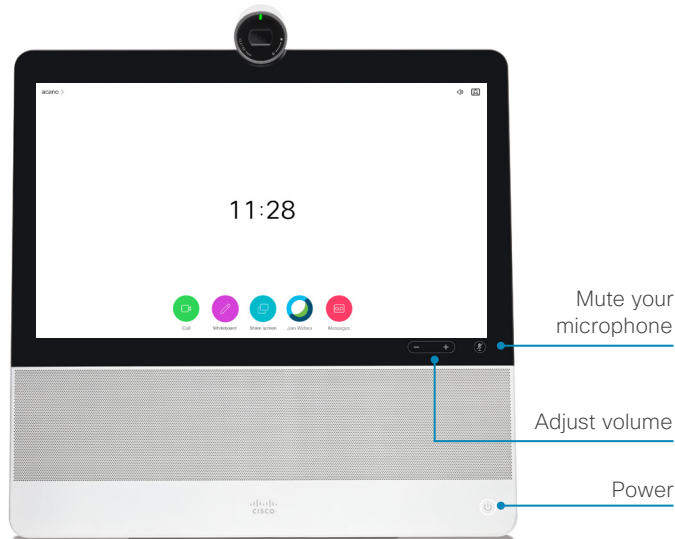 acano >
11:28
Call
Whiteboard
Share screen
Join Webex
Messages
− +
Mute your
microphone
Adjust volume
Power
CISCO